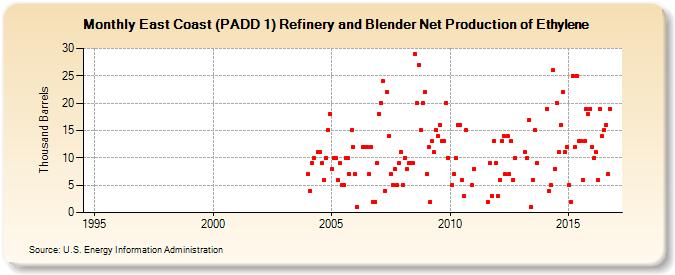 Monthly East Coast (PADD 1) Refinery and Blender Net Production of Ethylene
Thousand Barrels
30
25
20
15
10
5
0
1995 2000 2005 2010 2015
Source: U.S. Energy Information Administration